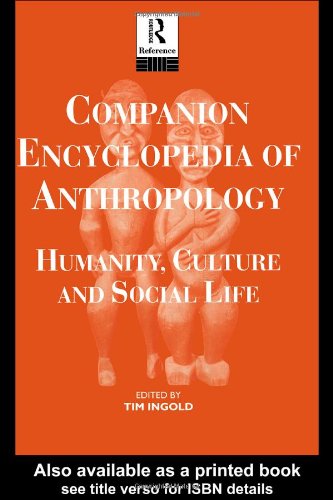 ROUTLEDGE
Reference
COMPANION
ENCYCLOPEDIA OF
ANTHROPOLOGY
HUMANITY, CULTURE
AND SOCIAL LIFE
EDITED BY
TIM INGOLD
Also available as a printed book
see title verso for ISBN details